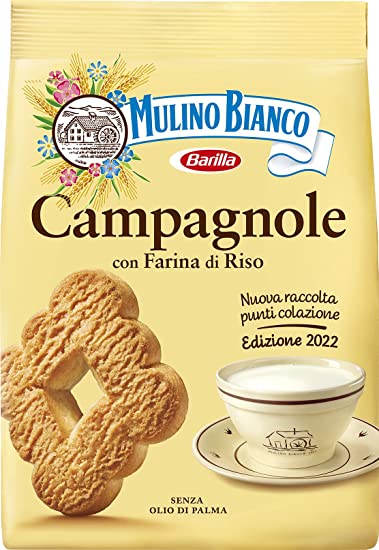 MULINO BIANCO
Barilla
Campagnole
con Farina di Riso
Nuova raccolta
punti colazione
Edizione 2022
SENZA
OLIO DI PALMA